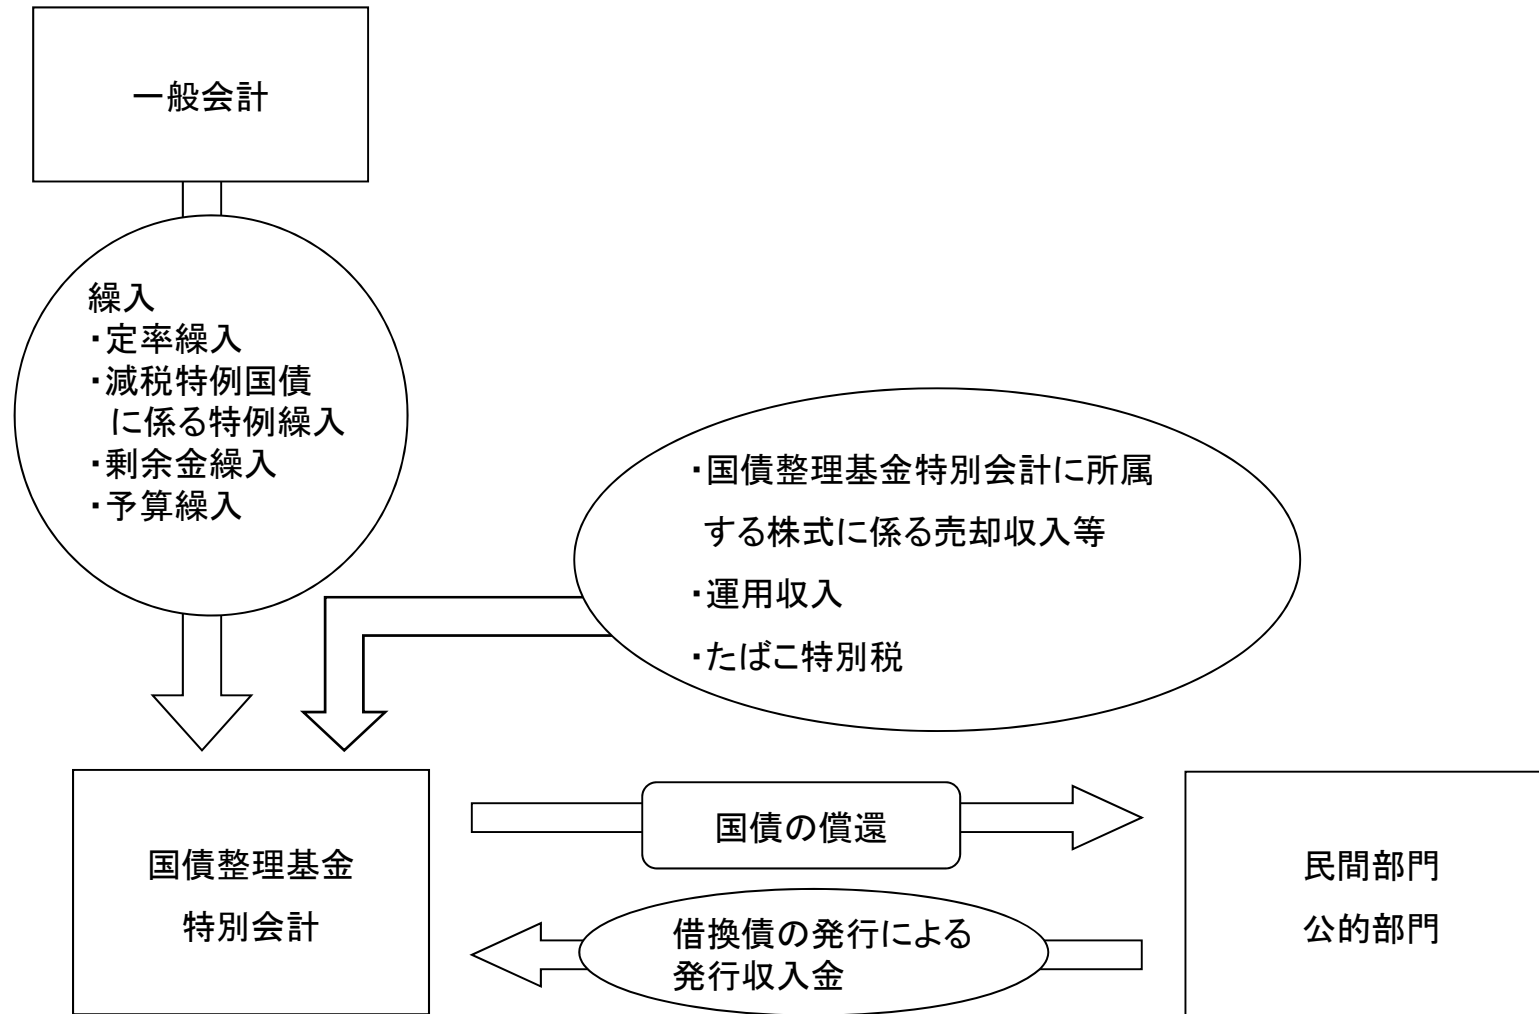 一般会計
繰入
・定率繰入
・減税特例国債
に係る特例繰入
・剰余金繰入
・予算繰入
・国債整理基金特別会計に所属
する株式に係る売却収入等
・運用収入
・たばこ特別税
国債整理基金
特別会計
国債の償還
借換債の発行による
発行収入金
民間部門
公的部門